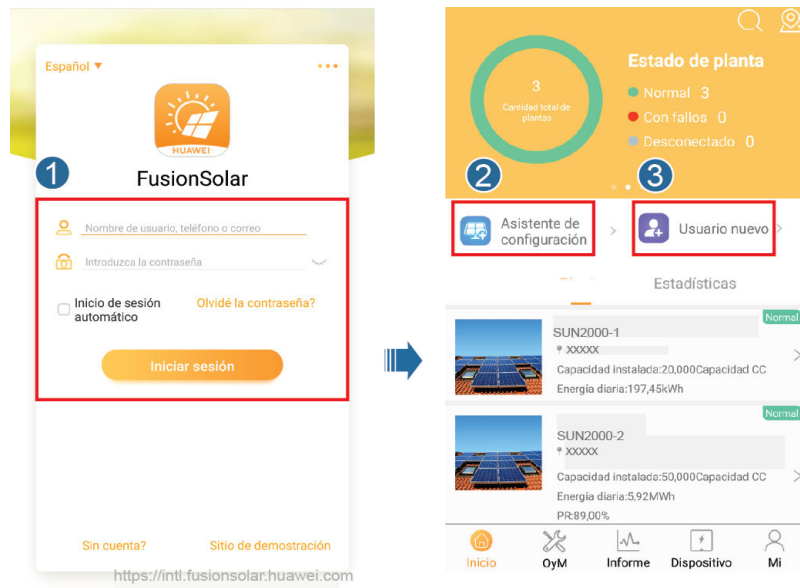 Español
HUAWEI
1
FusionSolar
Nombre de usuario, teléfono o correo
Introduzca la contraseña
Inicio de sesión
automático
Olvidé la contraseña?
Iniciar sesión
Sin cuenta?
Sitio de demostración
https://intl.fusionsolar.huawei.com
3
Cantidad total de
plantas
Estado de planta
Normal 3
Con fallos 0
Desconectado 0
2
3
Asistente de
configuración
Usuario nuevo
Estadísticas
Normal
SUN2000-1
XXXXX
Capacidad instalada:20,000Capacidad CC
Energía diaria:197,45kWh
Normal
SUN2000-2
XXXXX
Capacidad instalada:50,000Capacidad CC
Energía diaria:5,92MWh
PR:89,00%
Inicio
OyM
Informe
Dispositivo
Mi